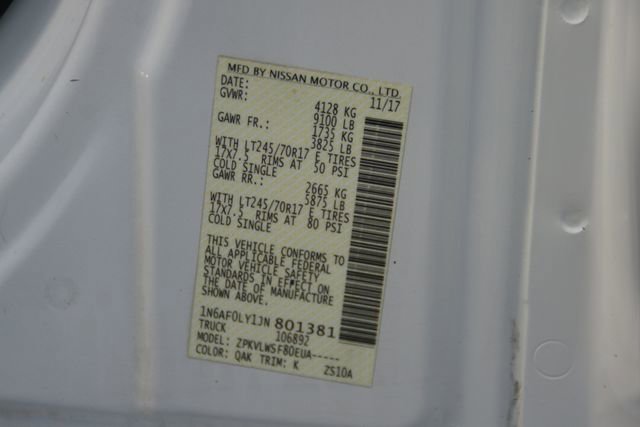 MFD BY NISSAN MOTOR CO., LTD.
DATE: 11/17
GVWR: 4128 KG
9100 LB
GAWR FR.: 1735 KG
3825 LB
WITH LT245/70R17 E TIRES
17X7.5 RIMS AT 50 PSI
COLD SINGLE
GAWR RR.: 2665 KG
5875 LB
WITH LT245/70R17 E TIRES
17X7.5 RIMS AT 80 PSI
COLD SINGLE
THIS VEHICLE CONFORMS TO
ALL APPLICABLE FEDERAL
MOTOR VEHICLE SAFETY
STANDARDS IN EFFECT ON
THE DATE OF MANUFACTURE
SHOWN ABOVE
1N6AF0LY1JN801381
TRUCK 106892
MODEL: ZPKVLWSF80EUA-----
COLOR: QAK TRIM: K ZS10A